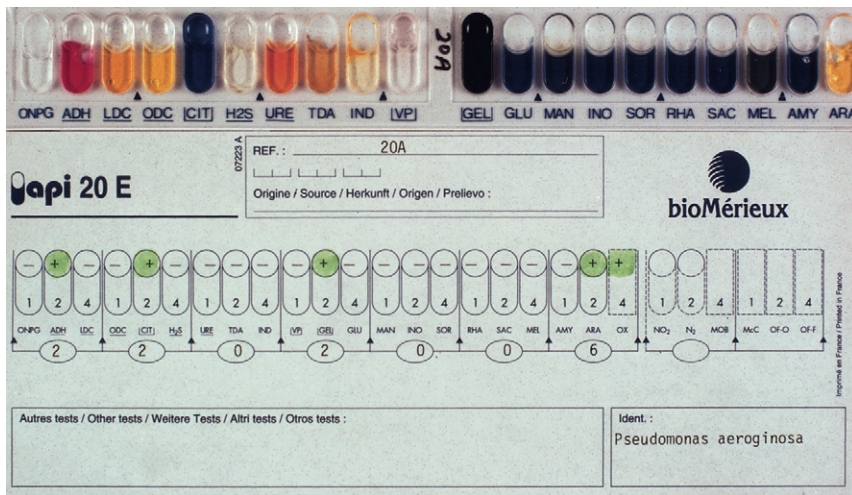 20A
ONPG ADH LDC ODC |CIT| H2S URE TDA IND |VP| |GEL| GLU MAN INO SOR RHA SAC MEL AMY ARA
07223 A
REF. : 20A
Origine / Source / Herkunft / Origen / Prelievo :
api 20 E
bioMérieux
- + - - + - - - - - + - - - - - - - - + +
1 2 4 1 2 4 1 2 4 1 2 4 1 2 4 1 2 4 1 2 4 1 2 4 1 2 4
ONPG ADH LDC ODC |CIT| H₂S URE TDA IND |VP| |GEL| GLU MAN INO SOR RHA SAC MEL AMY ARA OX NO₂ N₂ MOB McC OF-O OF-F
2 2 0 2 0 0 6
Imprimé en France / Printed in France
Autres tests / Other tests / Weitere Tests / Altri tests / Otros tests :
Ident. :
Pseudomonas aeroginosa